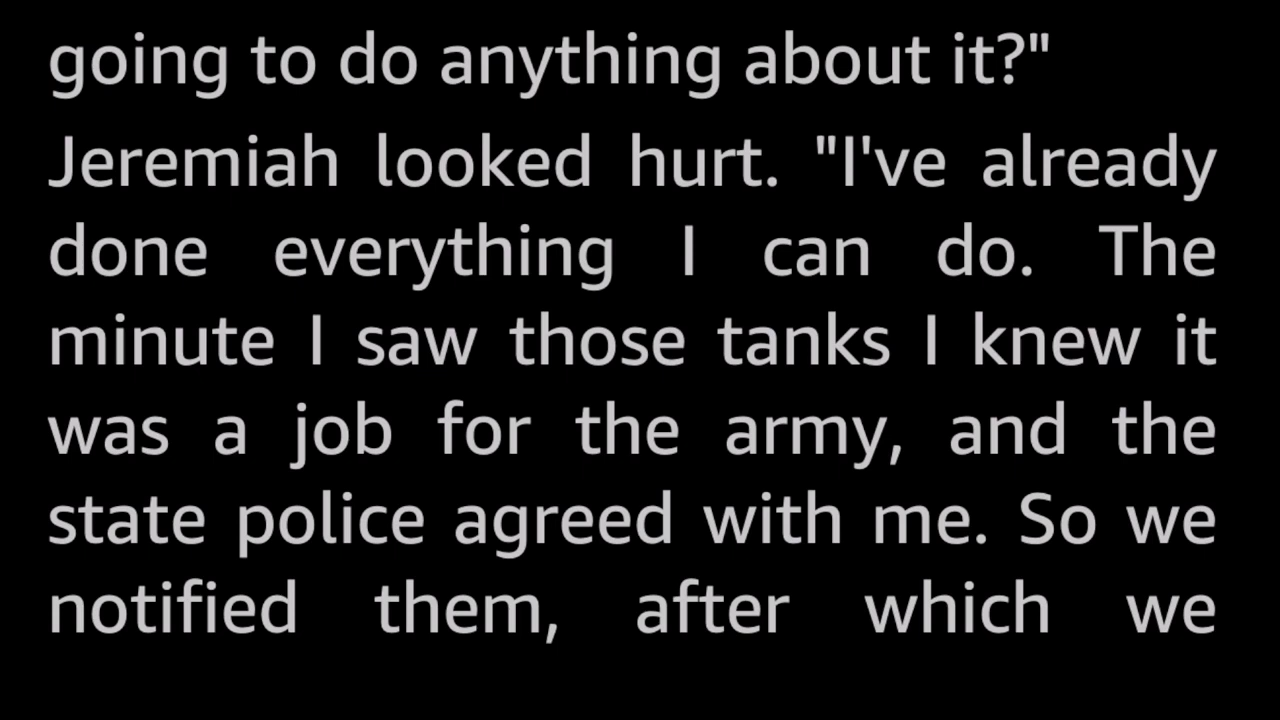 going to do anything about it?"
Jeremiah looked hurt. "I've already
done everything I can do. The
minute I saw those tanks I knew it
was a job for the army, and the
state police agreed with me. So we
notified them, after which we